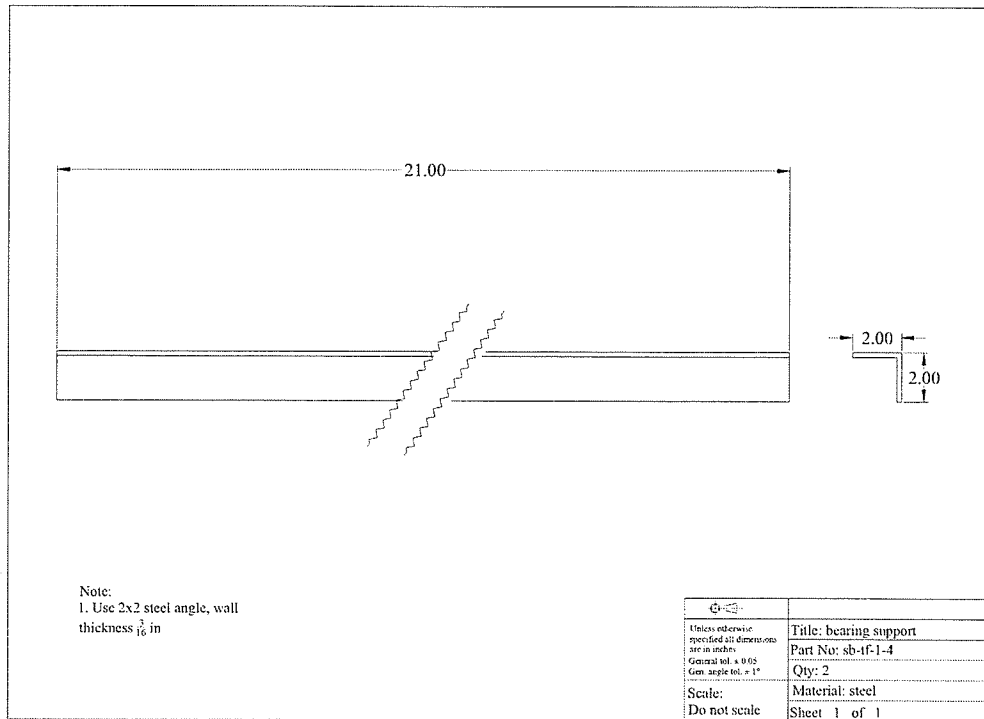 21.00
2.00
2.00
Note:
1. Use 2x2 steel angle, wall
thickness 3/16 in
Unless otherwise
specified all dimensions
are in inches
General tol. ± 0.05
Gen. angle tol. ± 1°
Scale:
Do not scale
Title: bearing support
Part No: sb-tf-1-4
Qty: 2
Material: steel
Sheet 1 of 1